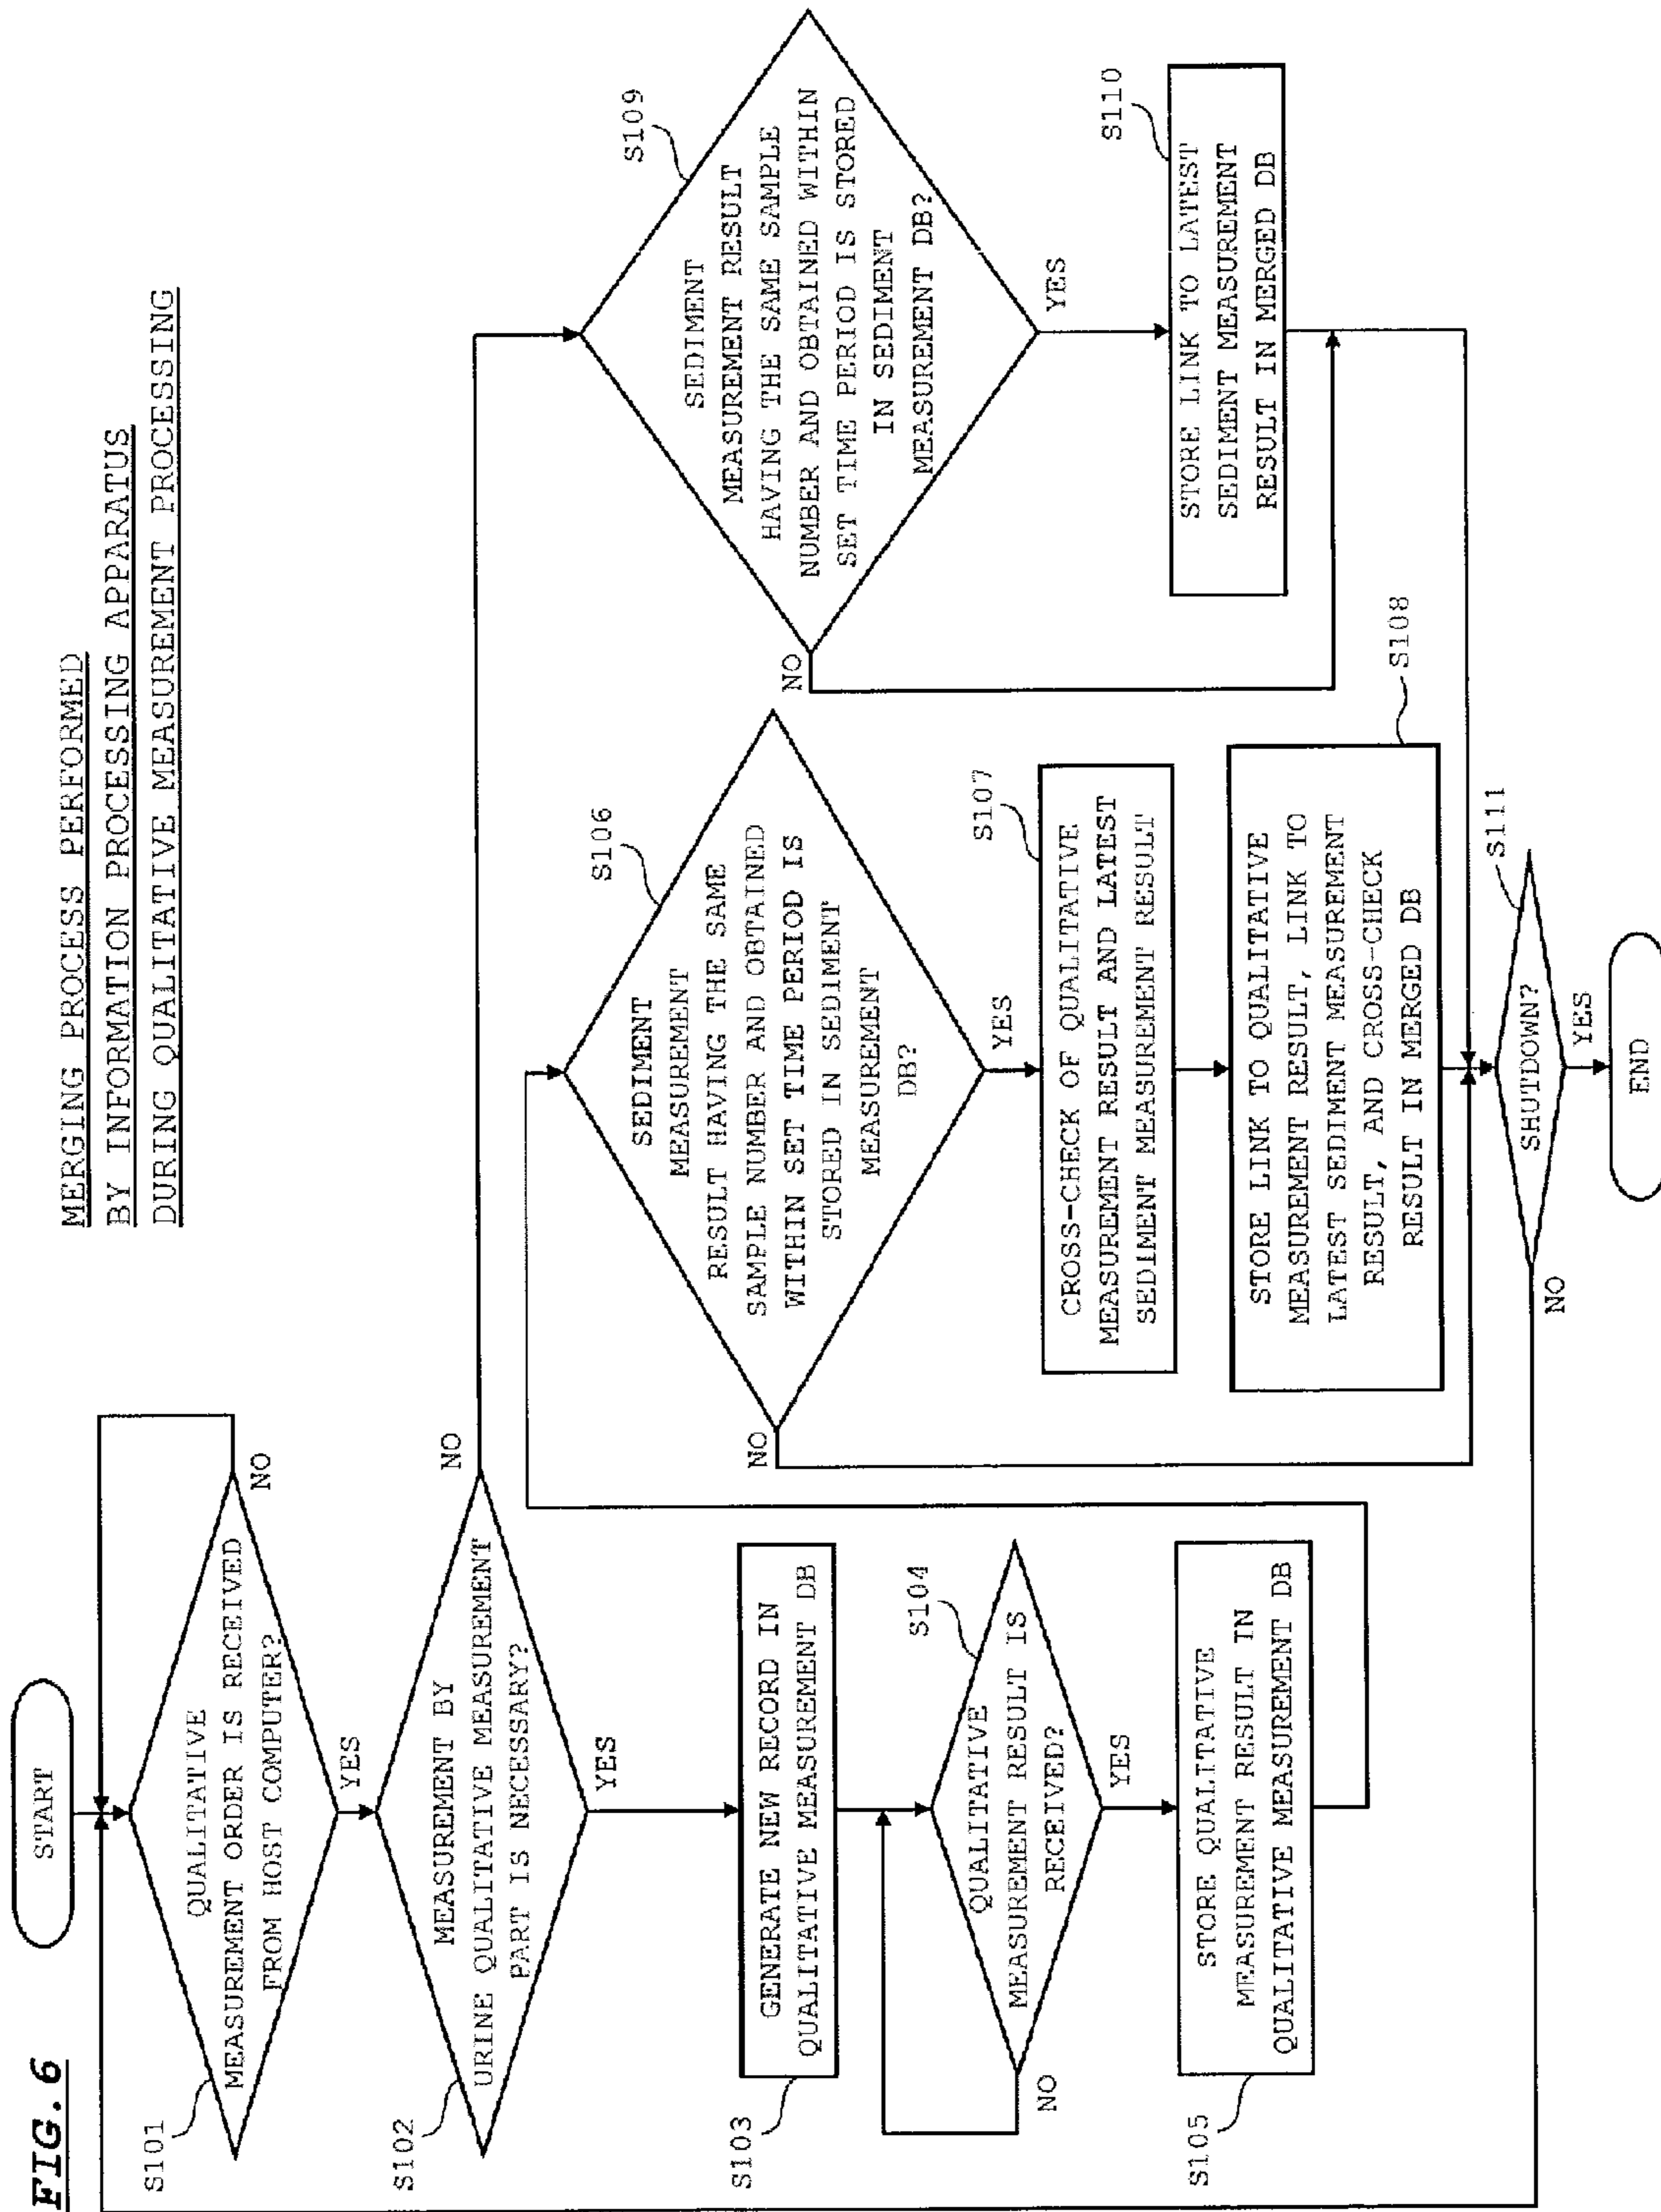 FIG. 6
MERGING PROCESS PERFORMED
BY INFORMATION PROCESSING APPARATUS
DURING QUALITATIVE MEASUREMENT PROCESSING
START
S101
QUALITATIVE
MEASUREMENT ORDER IS RECEIVED
FROM HOST COMPUTER?
NO
YES
S102
MEASUREMENT BY
URINE QUALITATIVE MEASUREMENT
PART IS NECESSARY?
NO
YES
S103
GENERATE NEW RECORD IN
QUALITATIVE MEASUREMENT DB
S104
QUALITATIVE
MEASUREMENT RESULT IS
RECEIVED?
NO
YES
S105
STORE QUALITATIVE
MEASUREMENT RESULT IN
QUALITATIVE MEASUREMENT DB
S106
SEDIMENT
MEASUREMENT
RESULT HAVING THE SAME
SAMPLE NUMBER AND OBTAINED
WITHIN SET TIME PERIOD IS
STORED IN SEDIMENT
MEASUREMENT
DB?
NO
YES
S107
CROSS-CHECK OF QUALITATIVE
MEASUREMENT RESULT AND LATEST
SEDIMENT MEASUREMENT RESULT
S108
STORE LINK TO QUALITATIVE
MEASUREMENT RESULT, LINK TO
LATEST SEDIMENT MEASUREMENT
RESULT, AND CROSS-CHECK
RESULT IN MERGED DB
S109
SEDIMENT
MEASUREMENT RESULT
HAVING THE SAME SAMPLE
NUMBER AND OBTAINED WITHIN
SET TIME PERIOD IS STORED
IN SEDIMENT
MEASUREMENT DB?
NO
YES
S110
STORE LINK TO LATEST
SEDIMENT MEASUREMENT
RESULT IN MERGED DB
S111
SHUTDOWN?
NO
YES
END